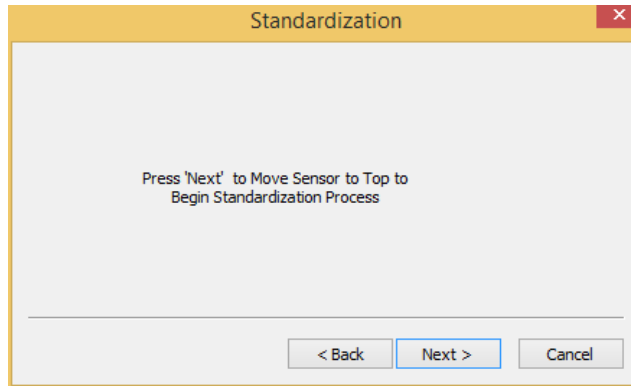 Standardization
Press 'Next' to Move Sensor to Top to
Begin Standardization Process
< Back
Next >
Cancel